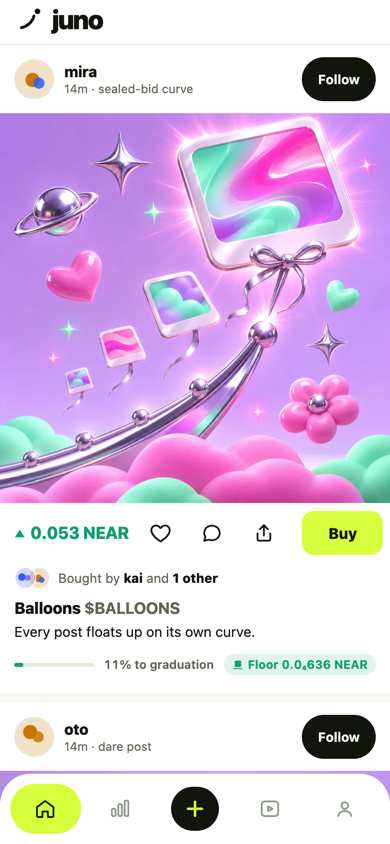 juno
mira
Follow
14m · sealed-bid curve
0.053 NEAR
Buy
Bought by kai and 1 other
Balloons $BALLOONS
Every post floats up on its own curve.
11% to graduation
Floor 0.0₄636 NEAR
oto
Follow
14m · dare post